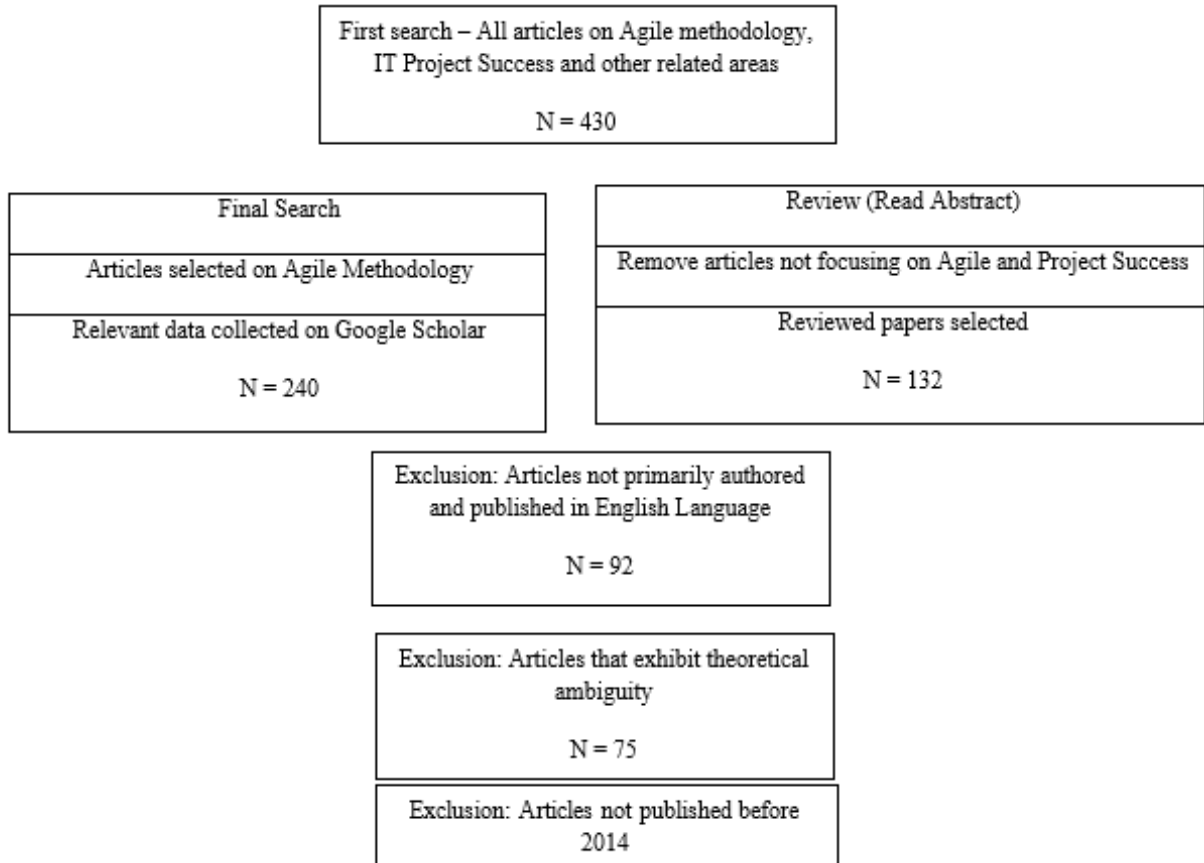 First search – All articles on Agile methodology,
IT Project Success and other related areas
N = 430
Final Search
Articles selected on Agile Methodology
Relevant data collected on Google Scholar
N = 240
Review (Read Abstract)
Remove articles not focusing on Agile and Project Success
Reviewed papers selected
N = 132
Exclusion: Articles not primarily authored
and published in English Language
N = 92
Exclusion: Articles that exhibit theoretical
ambiguity
N = 75
Exclusion: Articles not published before
2014